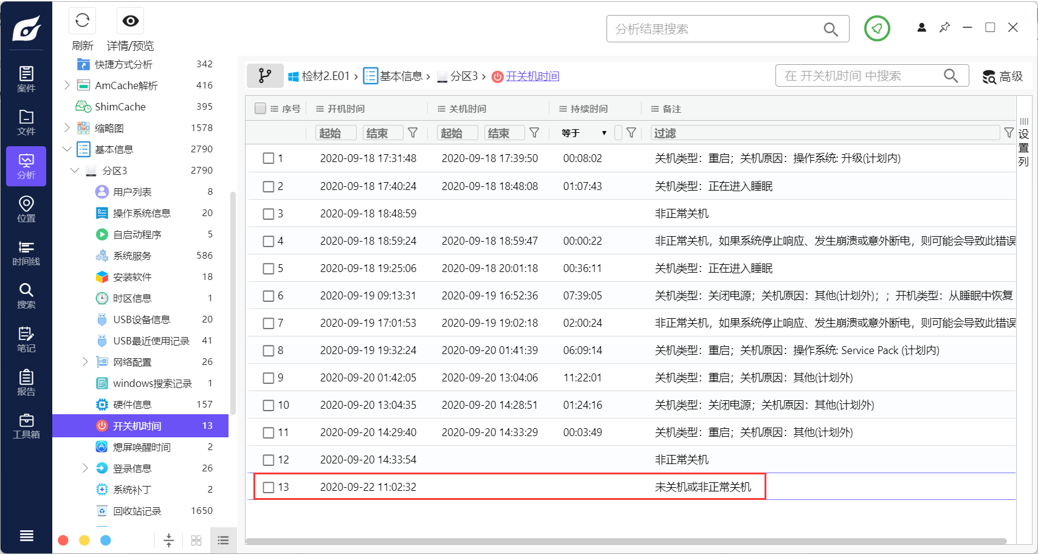 刷新 详情/预览
分析结果搜索
案件
文件
分析
位置
时间线
搜索
笔记
报告
工具箱
快捷方式分析 342
AmCache解析 416
ShimCache 395
缩略图 1578
基本信息 2790
分区3 2790
用户列表 8
操作系统信息 20
自启动程序 5
系统服务 586
安装软件 18
时区信息 1
USB设备信息 20
USB最近使用记录 41
网络配置 26
windows搜索记录 1
硬件信息 157
开关机时间 13
熄屏唤醒时间 2
登录信息 26
系统补丁 2
回收站记录 1650
检材2.E01 › 基本信息 › 分区3 › 开关机时间
在 开关机时间 中搜索
高级
序号 开机时间 关机时间 持续时间 备注
起始 结束 起始 结束 等于 过滤
设置列
1 2020-09-18 17:31:48 2020-09-18 17:39:50 00:08:02 关机类型：重启；关机原因：操作系统: 升级(计划内)
2 2020-09-18 17:40:24 2020-09-18 18:48:08 01:07:43 关机类型：正在进入睡眠
3 2020-09-18 18:48:59 非正常关机
4 2020-09-18 18:59:24 2020-09-18 18:59:47 00:00:22 非正常关机，如果系统停止响应、发生崩溃或意外断电，则可能会导致此错误
5 2020-09-18 19:25:06 2020-09-18 20:01:18 00:36:11 关机类型：正在进入睡眠
6 2020-09-19 09:13:31 2020-09-19 16:52:36 07:39:05 关机类型：关闭电源；关机原因：其他(计划外)；；开机类型：从睡眠中恢复
7 2020-09-19 17:01:53 2020-09-19 19:02:18 02:00:24 非正常关机，如果系统停止响应、发生崩溃或意外断电，则可能会导致此错误
8 2020-09-19 19:32:24 2020-09-20 01:41:39 06:09:14 关机类型：重启；关机原因：操作系统: Service Pack (计划内)
9 2020-09-20 01:42:05 2020-09-20 13:04:06 11:22:01 关机类型：重启；关机原因：其他(计划外)
10 2020-09-20 13:04:35 2020-09-20 14:28:51 01:24:16 关机类型：关闭电源；关机原因：其他(计划外)
11 2020-09-20 14:29:40 2020-09-20 14:33:29 00:03:49 关机类型：重启；关机原因：其他(计划外)
12 2020-09-20 14:33:54 非正常关机
13 2020-09-22 11:02:32 未关机或非正常关机